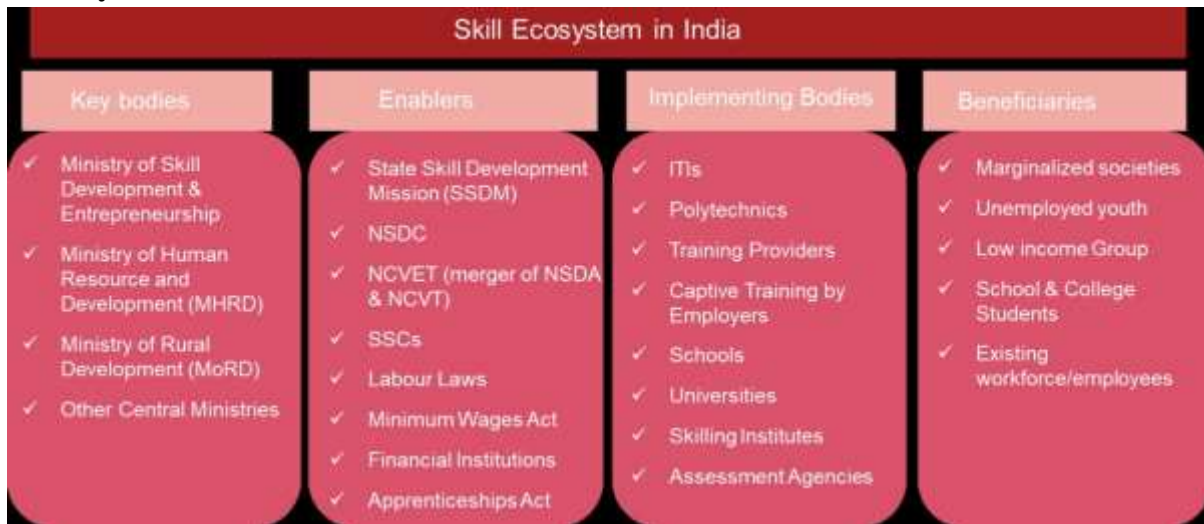 Skill Ecosystem in India
Key bodies
Ministry of Skill
Development &
Entrepreneurship
Ministry of Human
Resource and
Development (MHRD)
Ministry of Rural
Development (MoRD)
Other Central Ministries
Enablers
State Skill Development
Mission (SSDM)
NSDC
NCVET (merger of NSDA
& NCVT)
SSCs
Labour Laws
Minimum Wages Act
Financial Institutions
Apprenticeships Act
Implementing Bodies
ITIs
Polytechnics
Training Providers
Captive Training by
Employers
Schools
Universities
Skilling Institutes
Assessment Agencies
Beneficiaries
Marginalized societies
Unemployed youth
Low income Group
School & College
Students
Existing
workforce/employees